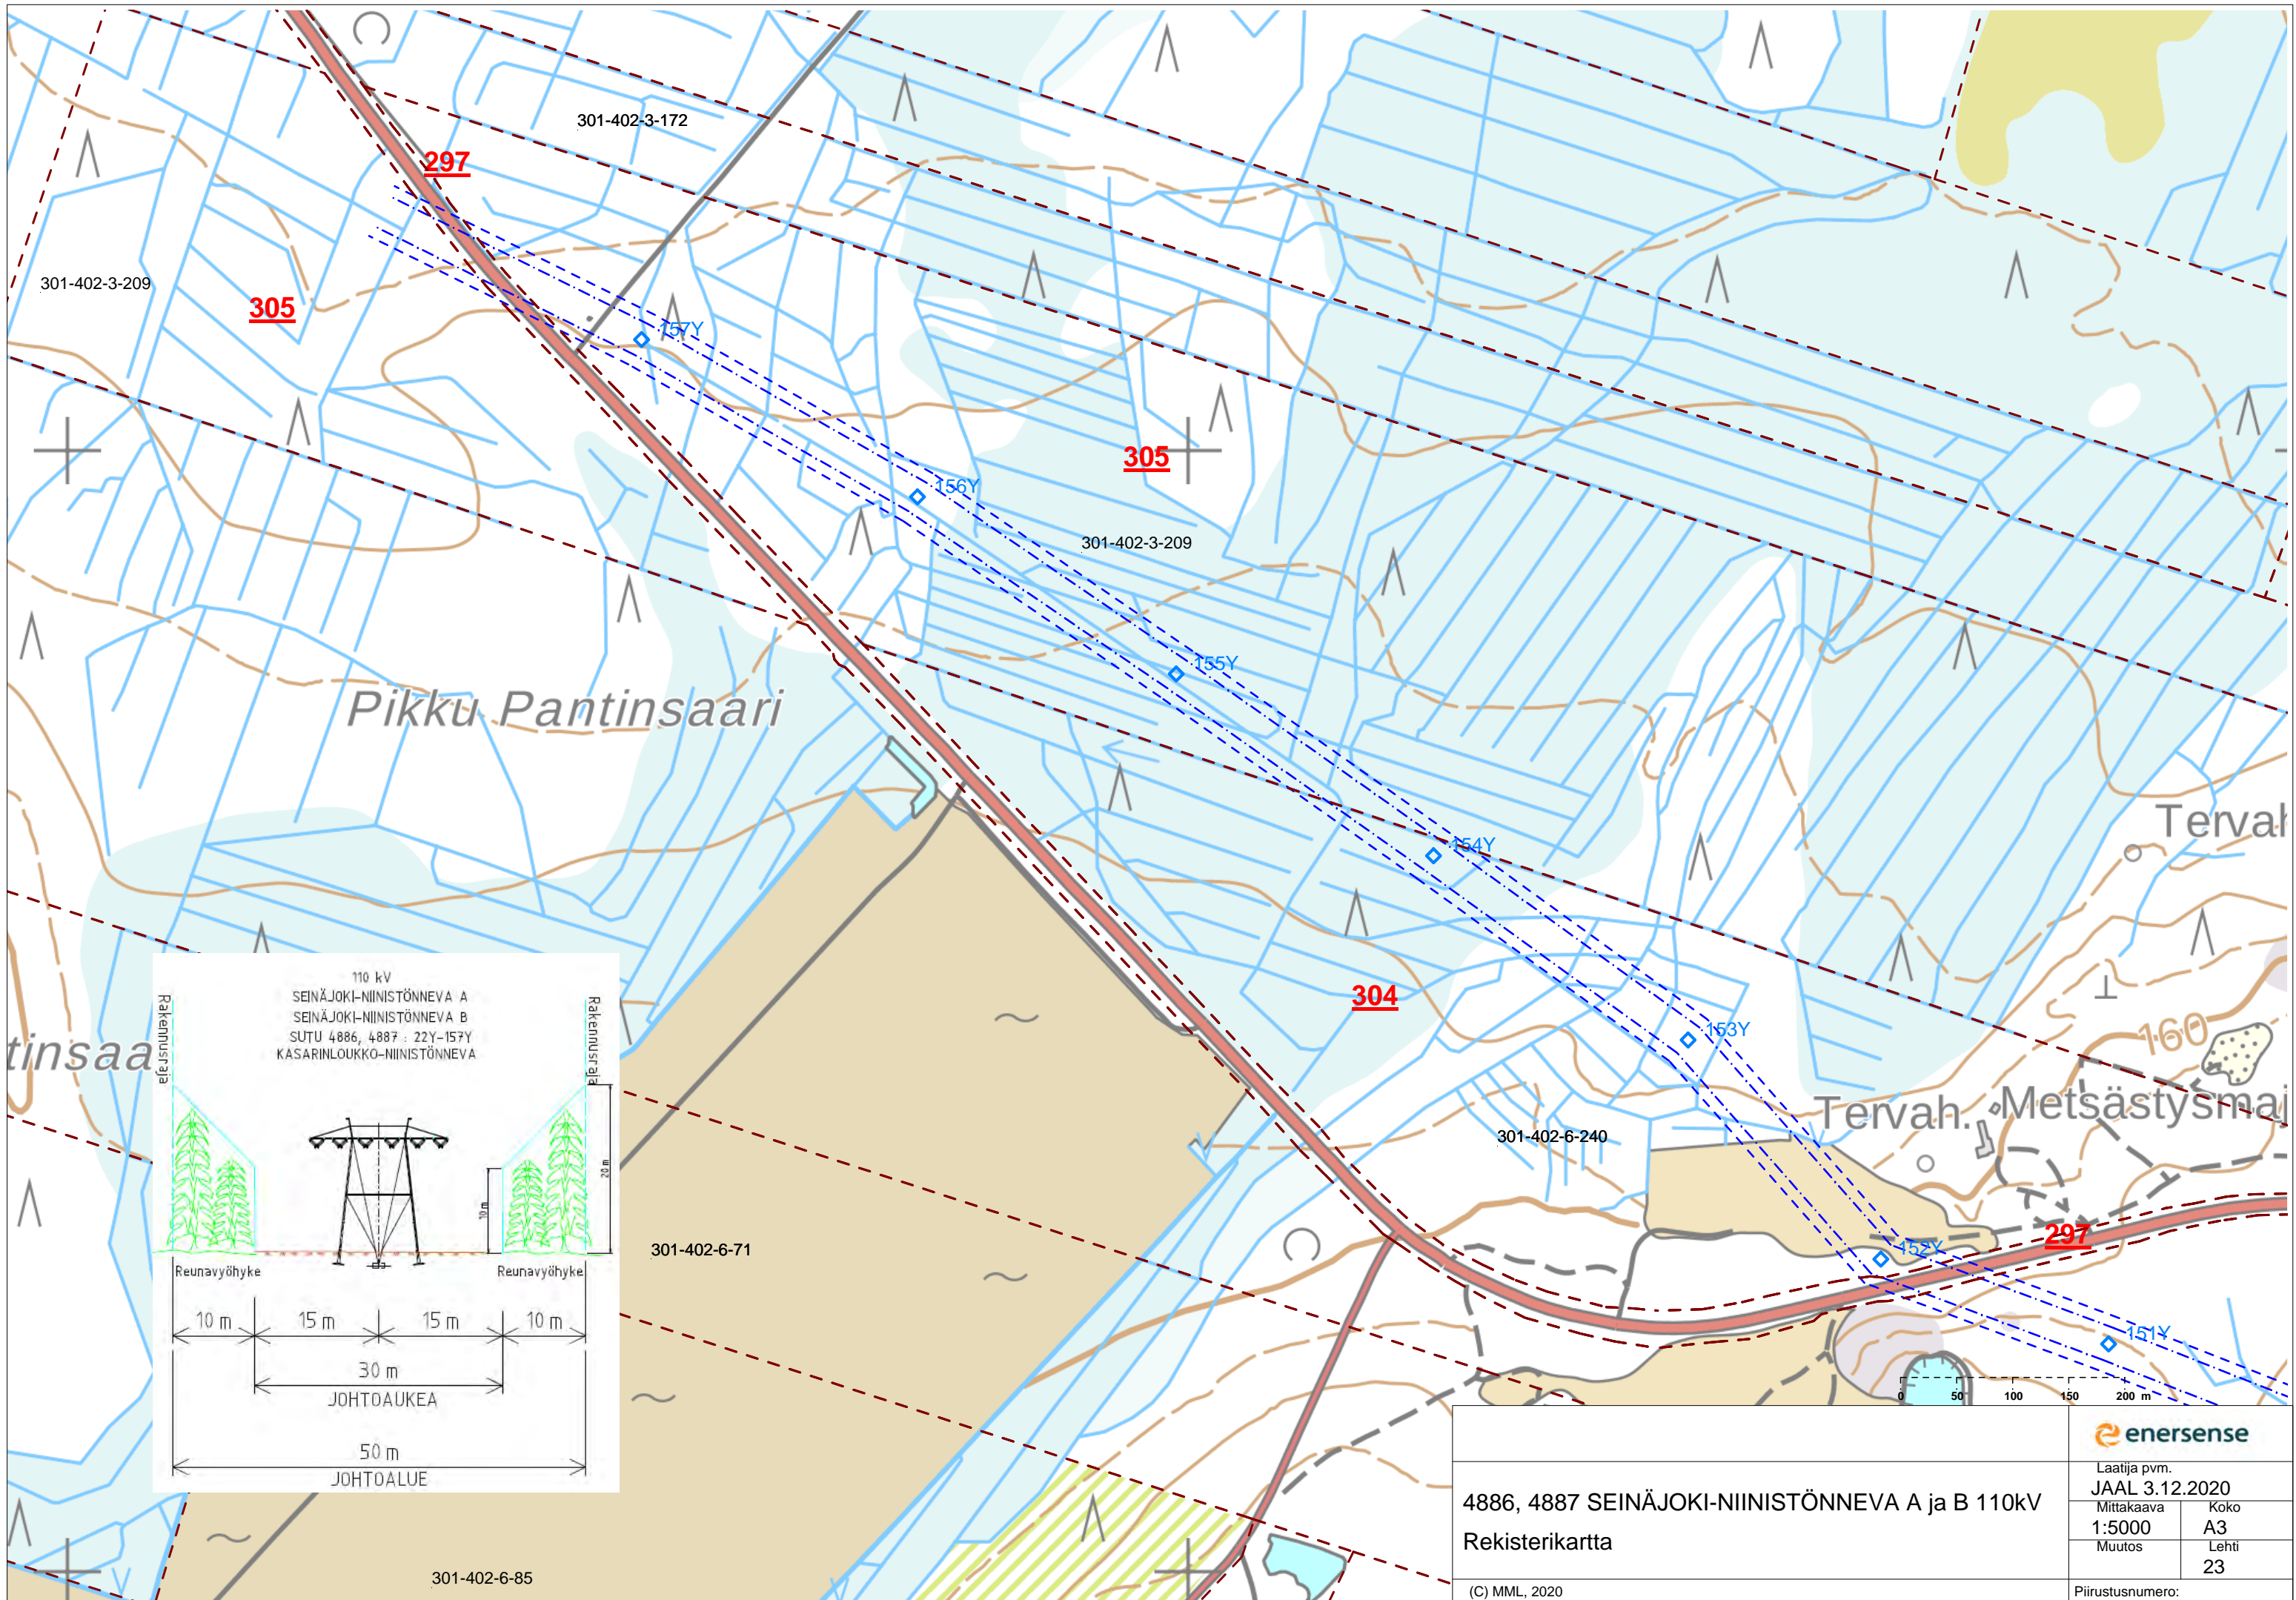 301-402-3-172
297
301-402-3-209
305
157Y
305
156Y
301-402-3-209
155Y
Pikku Pantinsaari
154Y
Tervah
304
153Y
160
tinsaa
Tervah.
Metsästysmaj
301-402-6-240
297
152Y
151Y
301-402-6-71
301-402-6-85
110 kV
SEINÄJOKI-NIINISTÖNNEVA A
SEINÄJOKI-NIINISTÖNNEVA B
SUTU 4886, 4887 : 22Y-157Y
KASARINLOUKKO-NIINISTÖNNEVA
Rakennusraja
Rakennusraja
20 m
10 m
Reunavyöhyke
Reunavyöhyke
10 m
15 m
15 m
10 m
30 m
JOHTOAUKEA
50 m
JOHTOALUE
0 50 100 150 200 m
enersense
4886, 4887 SEINÄJOKI-NIINISTÖNNEVA A ja B 110kV
Rekisterikartta
(C) MML, 2020
Laatija pvm.
JAAL 3.12.2020
Mittakaava
1:5000
Koko
A3
Muutos
Lehti
23
Piirustusnumero: